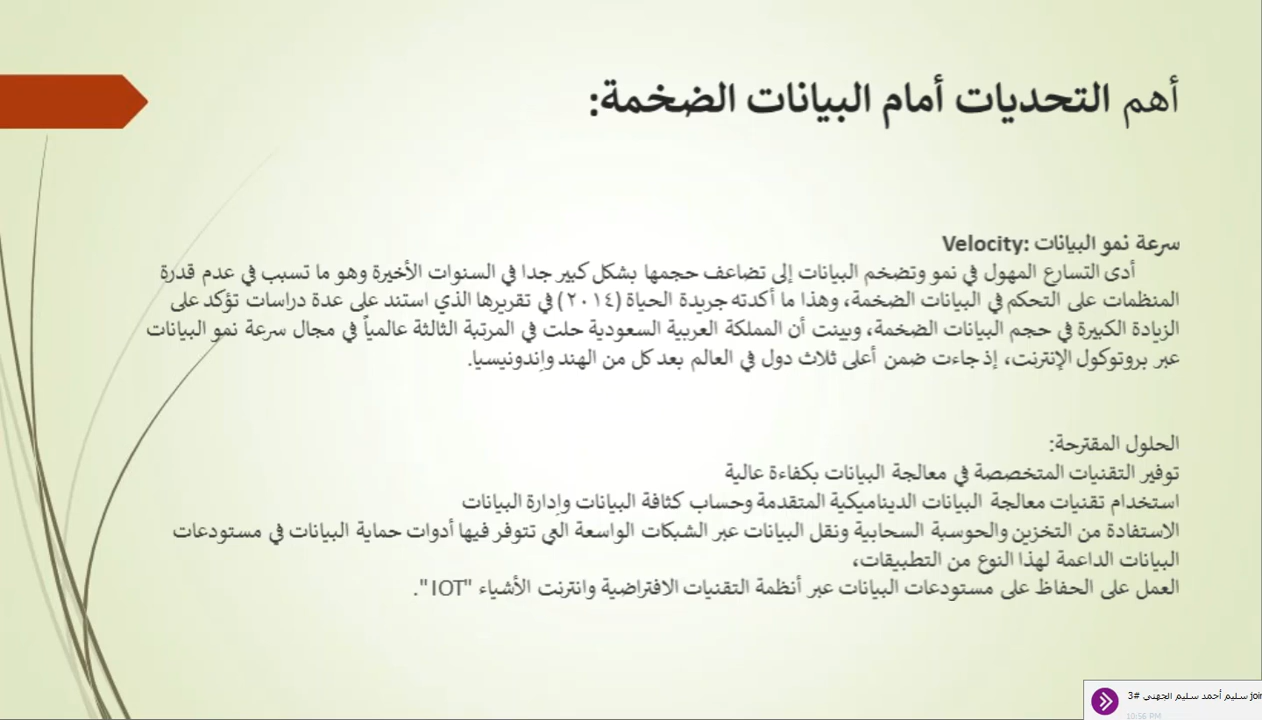 أهم التحديات أمام البيانات الضخمة:
سرعة نمو البيانات Velocity:
أدى التسارع المهول في نمو وتضخم البيانات إلى تضاعف حجمها بشكل كبير جدا في السنوات الأخيرة وهو ما تسبب في عدم قدرة
المنظمات على التحكم في البيانات الضخمة، وهذا ما أكدته جريدة الحياة (٢٠١٤) في تقريرها الذي استند على عدة دراسات تؤكد على
الزيادة الكبيرة في حجم البيانات الضخمة، وبينت أن المملكة العربية السعودية حلت في المرتبة الثالثة عالمياً في مجال سرعة نمو البيانات
عبر بروتوكول الإنترنت، إذ جاءت ضمن أعلى ثلاث دول في العالم بعد كل من الهند وإندونيسيا.
الحلول المقترحة:
توفير التقنيات المتخصصة في معالجة البيانات بكفاءة عالية
استخدام تقنيات معالجة البيانات الديناميكية المتقدمة وحساب كثافة البيانات وإدارة البيانات
الاستفادة من التخزين والحوسبة السحابية ونقل البيانات عبر الشبكات الواسعة التي تتوفر فيها أدوات حماية البيانات في مستودعات
البيانات الداعمة لهذا النوع من التطبيقات،
العمل على الحفاظ على مستودعات البيانات عبر أنظمة التقنيات الافتراضية وانترنت الأشياء "IOT".
سليم أحمد سليم الجهني #3 joir
10:56 PM